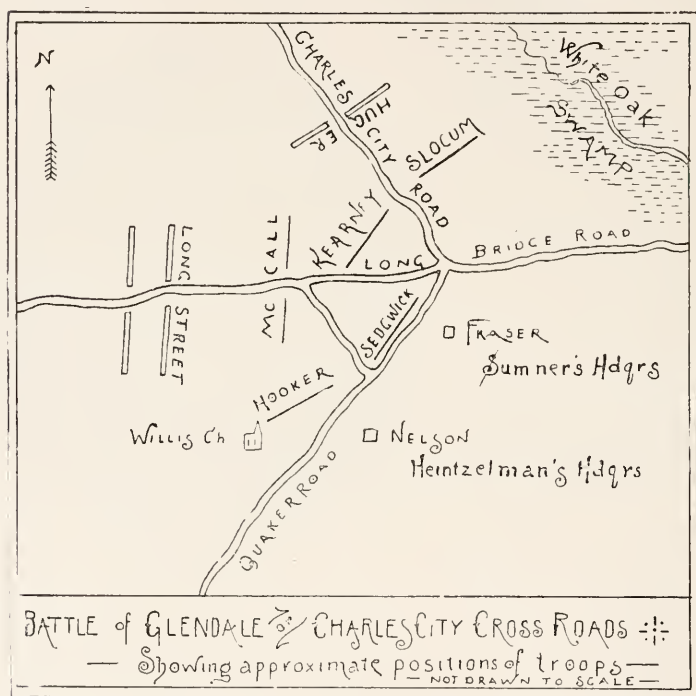 N
CHARLES CITY ROAD
HUG
ER
SLOCUM
White Oak
Swamp
LONG
STREET
MC CALL
KEARNEY
LONG BRIDGE ROAD
SEDGWICK
FRASER
Sumner's Hdqrs
HOOKER
WILLIS Ch
NELSON
Heintzelman's Hdqrs
QUAKER ROAD
BATTLE of GLENDALE or CHARLES CITY CROSS ROADS
— Showing approximate positions of troops —
— NOT DRAWN TO SCALE —